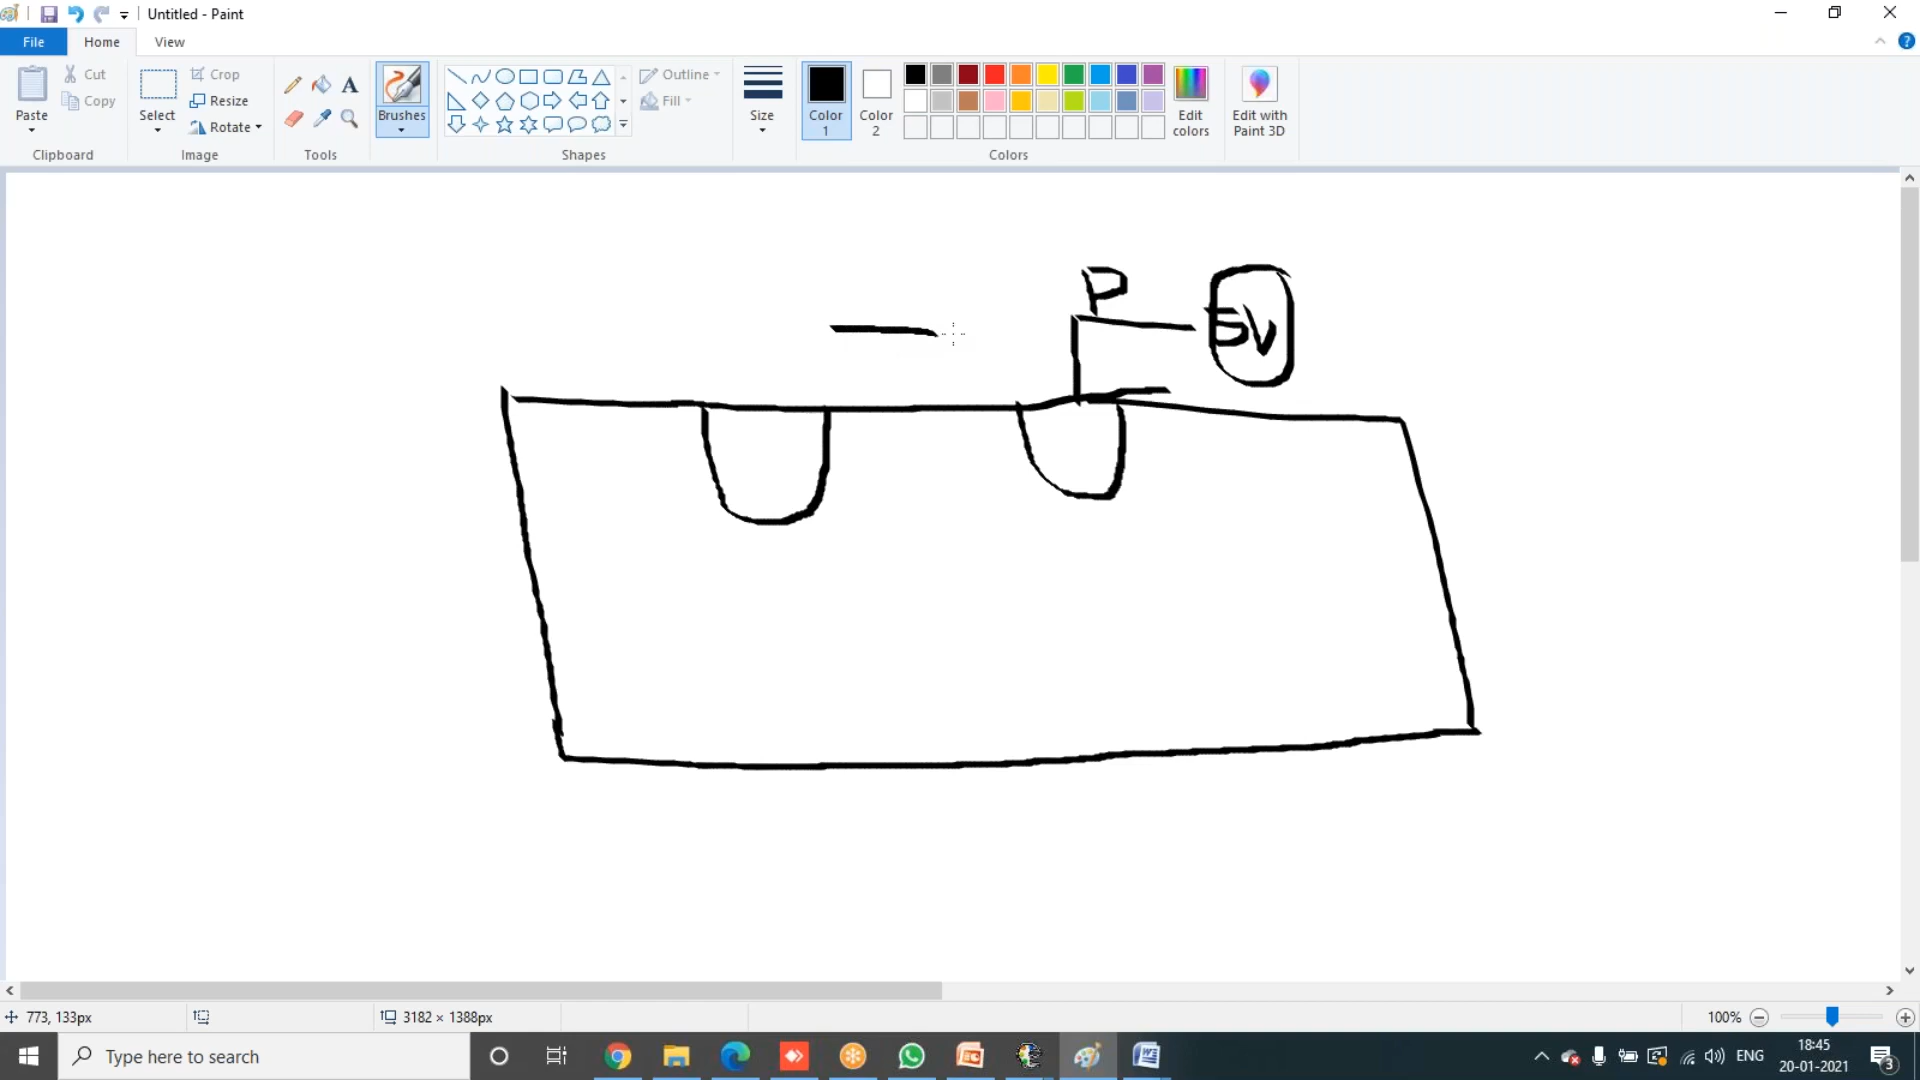 Untitled - Paint
File Home View
Paste
Cut
Copy
Clipboard
Select
Crop
Resize
Rotate
Image
Tools
Brushes
Shapes
Outline
Fill
Size
Color 1
Color 2
Colors
Edit colors
Edit with Paint 3D
P
5V
773, 133px
3182 × 1388px
100%
Type here to search
ENG
18:45
20-01-2021
3